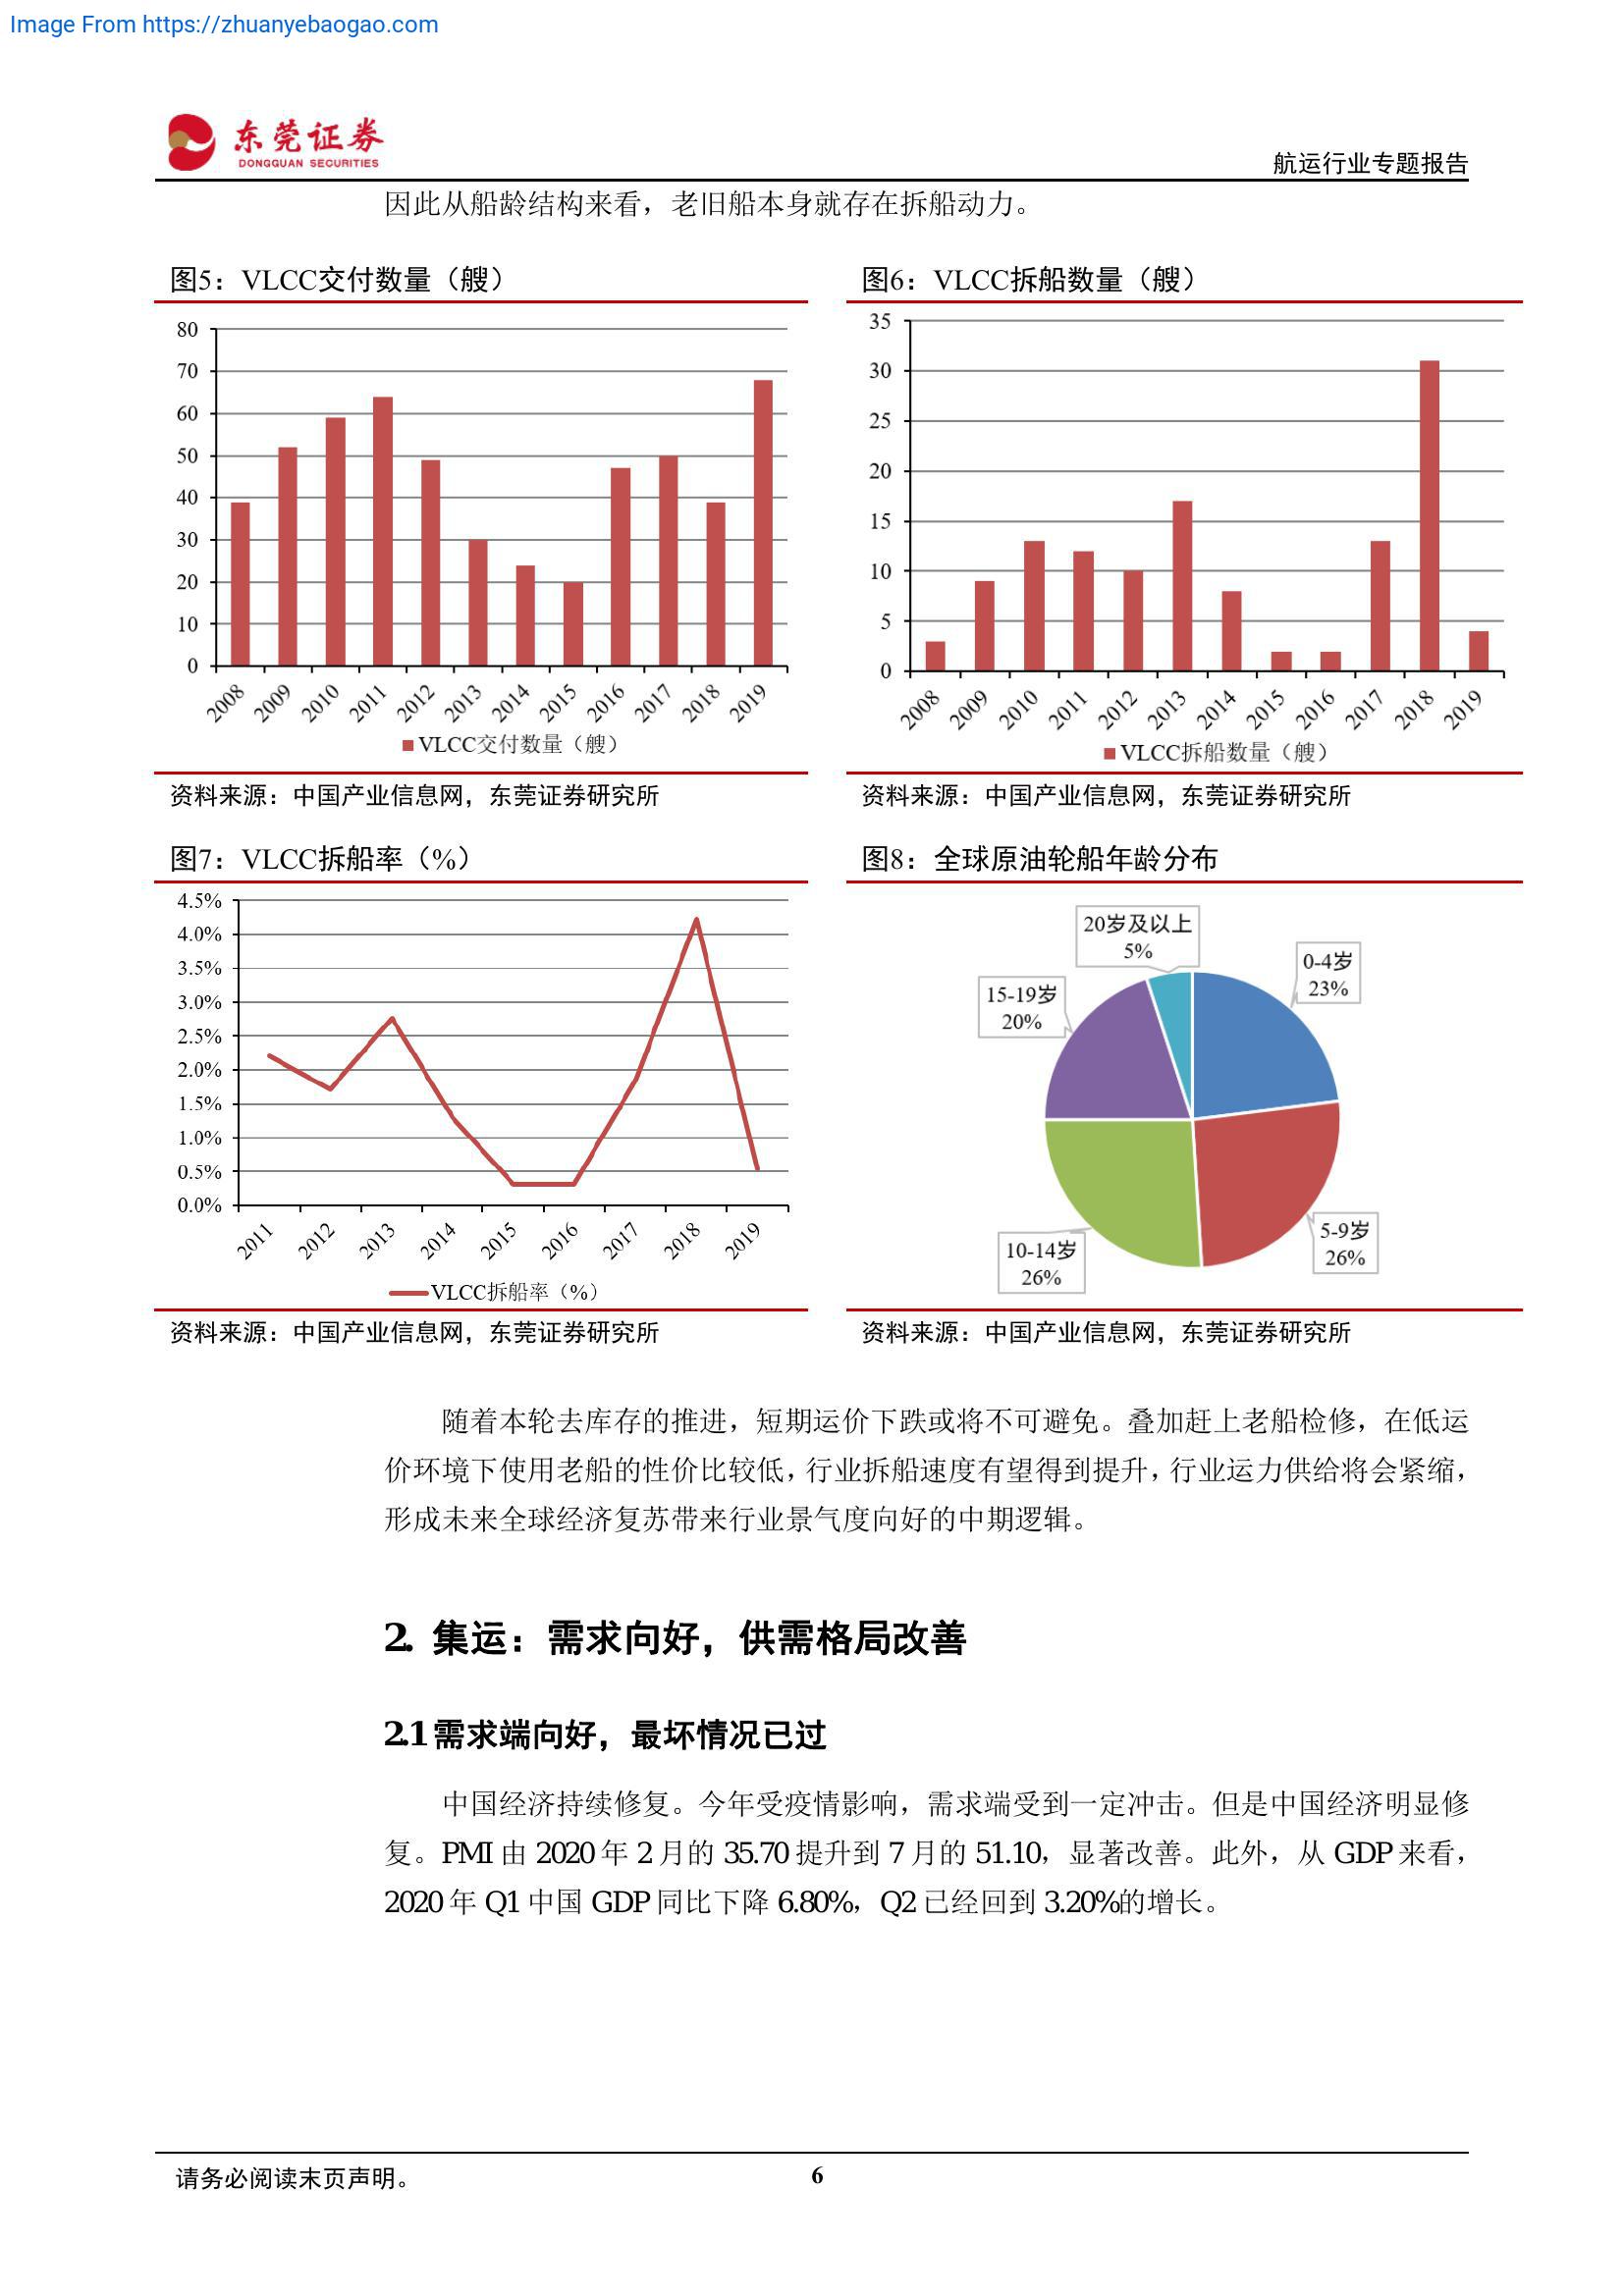 Image From https://zhuanyebaogao.com
东莞证券
DONGGUAN SECURITIES
航运行业专题报告
因此从船龄结构来看，老旧船本身就存在拆船动力。
图5：VLCC交付数量（艘）
80
70
60
50
40
30
20
10
0
2008 2009 2010 2011 2012 2013 2014 2015 2016 2017 2018 2019
VLCC交付数量（艘）
资料来源：中国产业信息网，东莞证券研究所
图6：VLCC拆船数量（艘）
35
30
25
20
15
10
5
0
2008 2009 2010 2011 2012 2013 2014 2015 2016 2017 2018 2019
VLCC拆船数量（艘）
资料来源：中国产业信息网，东莞证券研究所
图7：VLCC拆船率（%）
4.5%
4.0%
3.5%
3.0%
2.5%
2.0%
1.5%
1.0%
0.5%
0.0%
2011 2012 2013 2014 2015 2016 2017 2018 2019
VLCC拆船率（%）
资料来源：中国产业信息网，东莞证券研究所
图8：全球原油轮船年龄分布
20岁及以上
5%
0-4岁
23%
15-19岁
20%
5-9岁
26%
10-14岁
26%
资料来源：中国产业信息网，东莞证券研究所
随着本轮去库存的推进，短期运价下跌或将不可避免。叠加赶上老船检修，在低运
价环境下使用老船的性价比较低，行业拆船速度有望得到提升，行业运力供给将会紧缩，
形成未来全球经济复苏带来行业景气度向好的中期逻辑。
2. 集运：需求向好，供需格局改善
2.1 需求端向好，最坏情况已过
中国经济持续修复。今年受疫情影响，需求端受到一定冲击。但是中国经济明显修
复。PMI 由 2020 年 2 月的 35.70 提升到 7 月的 51.10，显著改善。此外，从 GDP 来看，
2020 年 Q1 中国 GDP 同比下降 6.80%，Q2 已经回到 3.20%的增长。
请务必阅读末页声明。
6